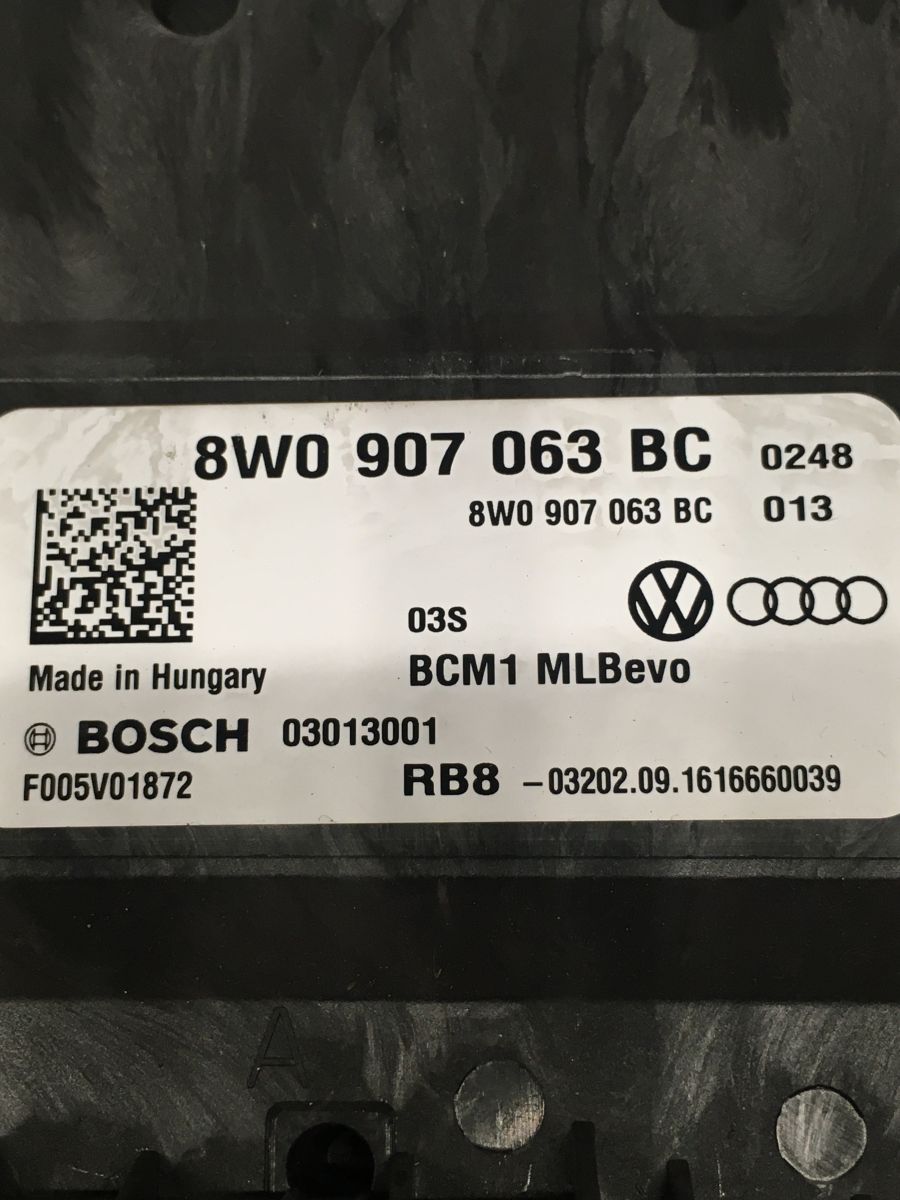 8W0 907 063 BC 0248
8W0 907 063 BC 013
03S
Made in Hungary BCM1 MLBevo
BOSCH 03013001
F005V01872 RB8 -03202.09.1616660039
A